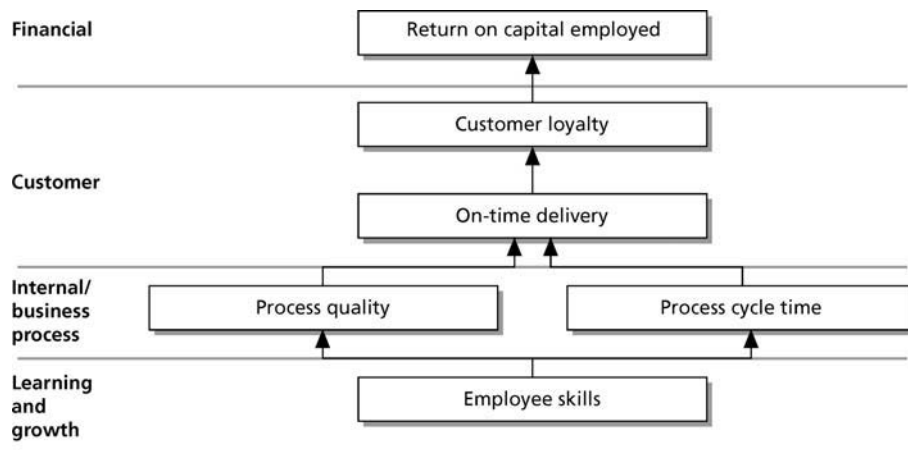 Financial
Return on capital employed
Customer loyalty
Customer
On-time delivery
Internal/
business
process
Process quality
Process cycle time
Learning
and
growth
Employee skills